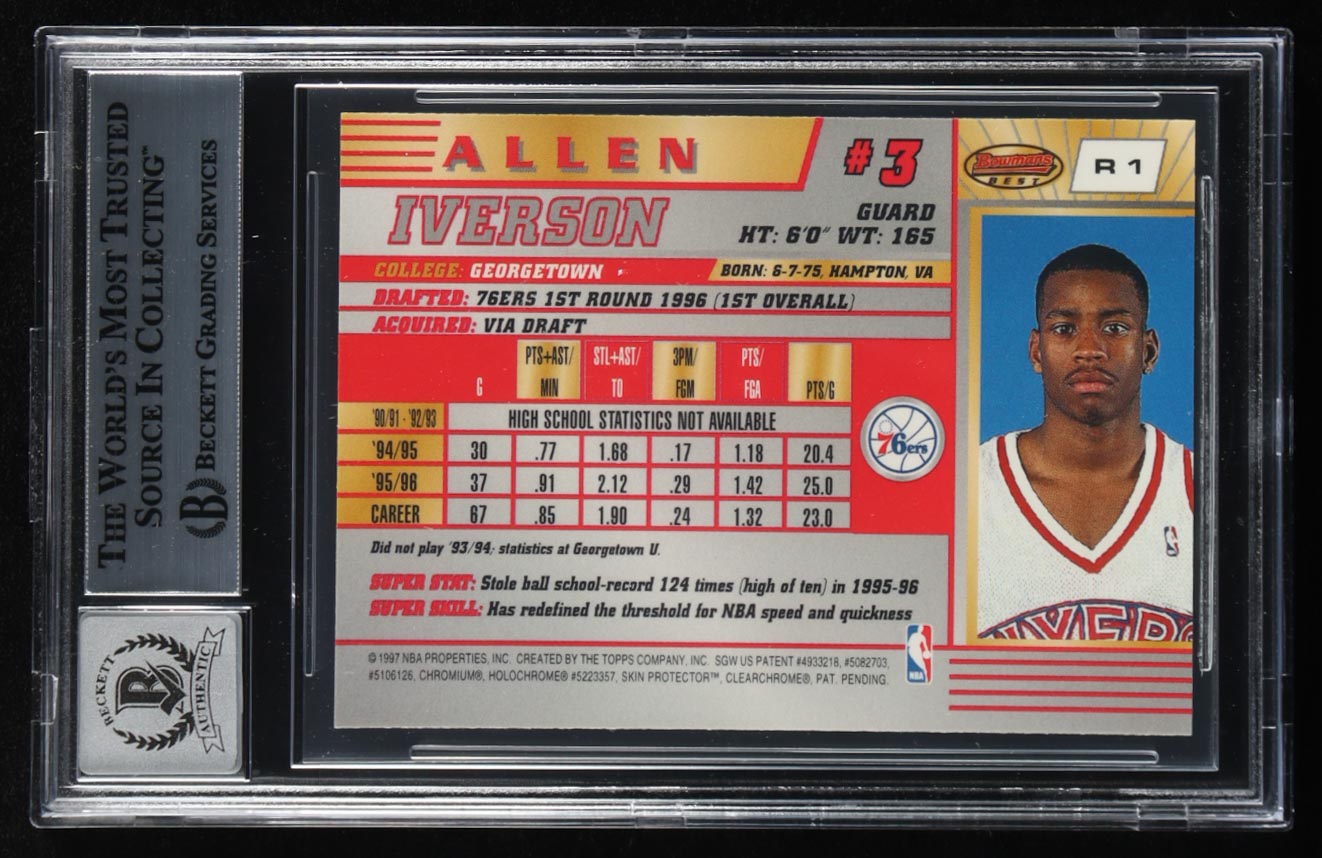 THE WORLD'S MOST TRUSTED
SOURCE IN COLLECTING™
B BECKETT GRADING SERVICES
BECKETT
B
AUTHENTIC
ALLEN
#3
IVERSON
GUARD
HT: 6'0" WT: 165
COLLEGE: GEORGETOWN
BORN: 6-7-75, HAMPTON, VA
DRAFTED: 76ERS 1ST ROUND 1996 (1ST OVERALL)
ACQUIRED: VIA DRAFT
G PTS+AST/MIN STL+AST/TO 3PM/FGM PTS/FGA PTS/G
'90/91 - '92/93 HIGH SCHOOL STATISTICS NOT AVAILABLE
'94/95 30 .77 1.68 .17 1.18 20.4
'95/96 37 .91 2.12 .29 1.42 25.0
CAREER 67 .85 1.90 .24 1.32 23.0
76ers
Did not play '93/94; statistics at Georgetown U.
SUPER STAT: Stole ball school-record 124 times (high of ten) in 1995-96
SUPER SKILL: Has redefined the threshold for NBA speed and quickness
© 1997 NBA PROPERTIES, INC. CREATED BY THE TOPPS COMPANY, INC. SGW US PATENT #4933218, #5082703,
#5106126, CHROMIUM®, HOLOCHROME® #5223357, SKIN PROTECTOR™, CLEARCHROME®, PAT. PENDING.
NBA
Bowman's
BEST
R 1
IVERS